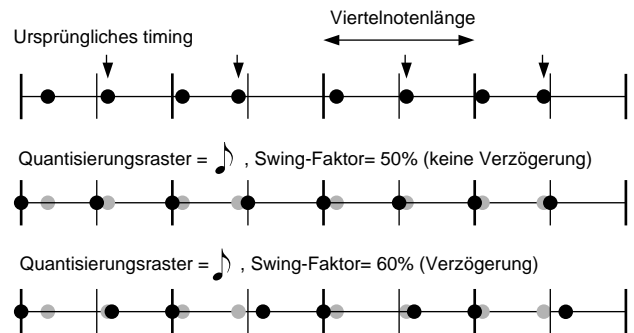 Viertelnotenlänge
Ursprüngliches timing
Quantisierungsraster = ♪ , Swing-Faktor= 50% (keine Verzögerung)
Quantisierungsraster = ♪ , Swing-Faktor= 60% (Verzögerung)